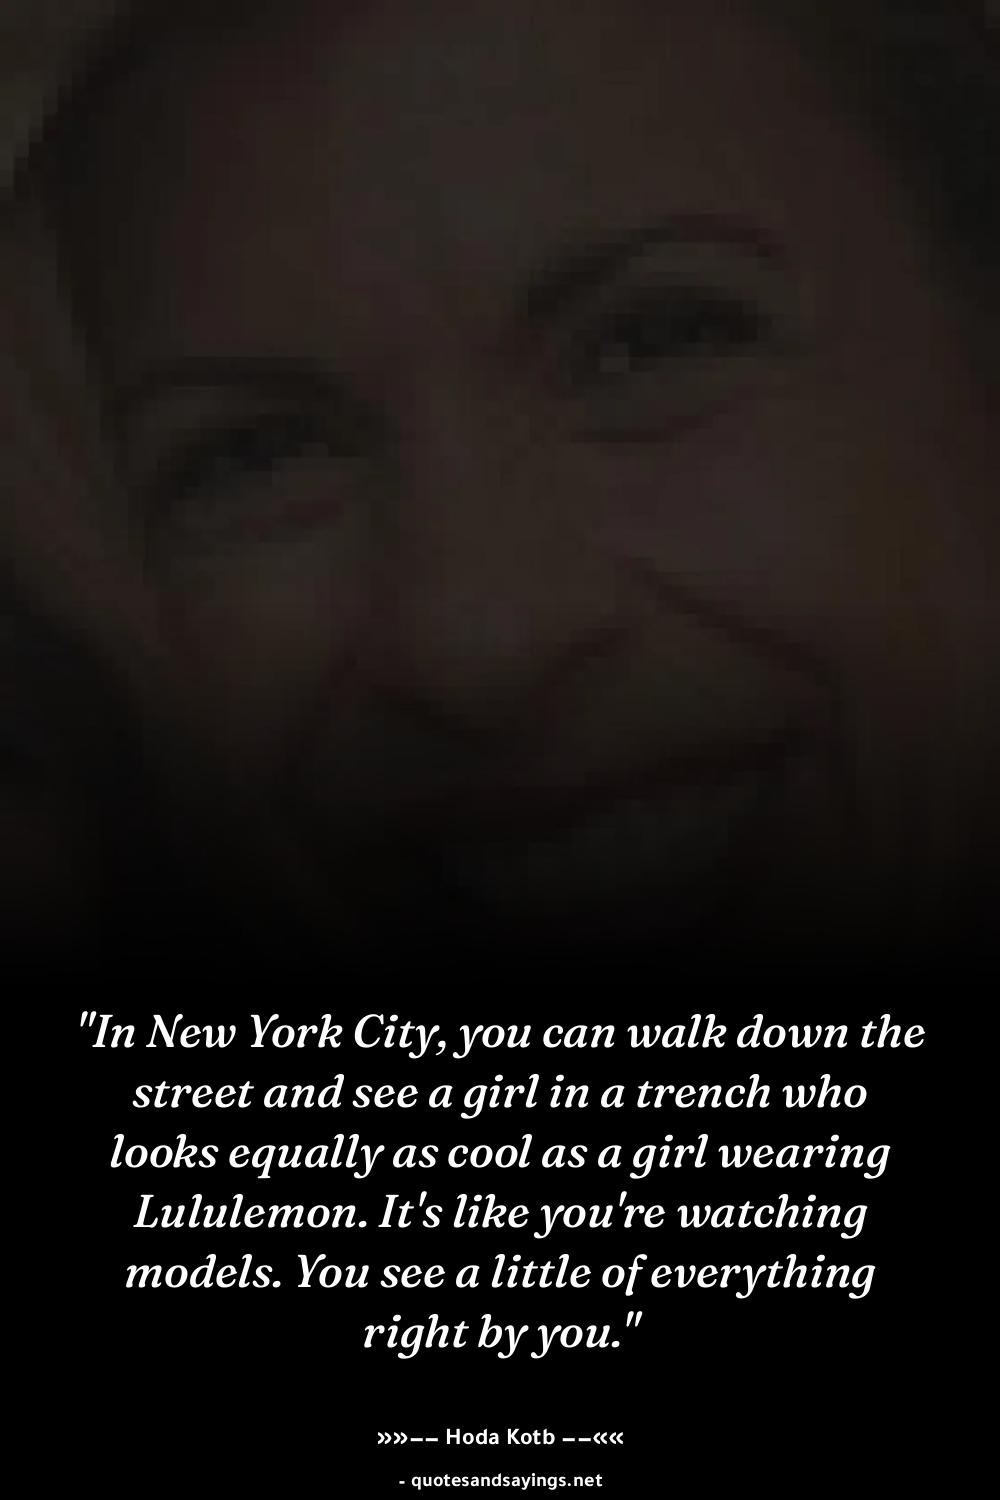 "In New York City, you can walk down the
street and see a girl in a trench who
looks equally as cool as a girl wearing
Lululemon. It's like you're watching
models. You see a little of everything
right by you."
»»–– Hoda Kotb ––««
- quotesandsayings.net